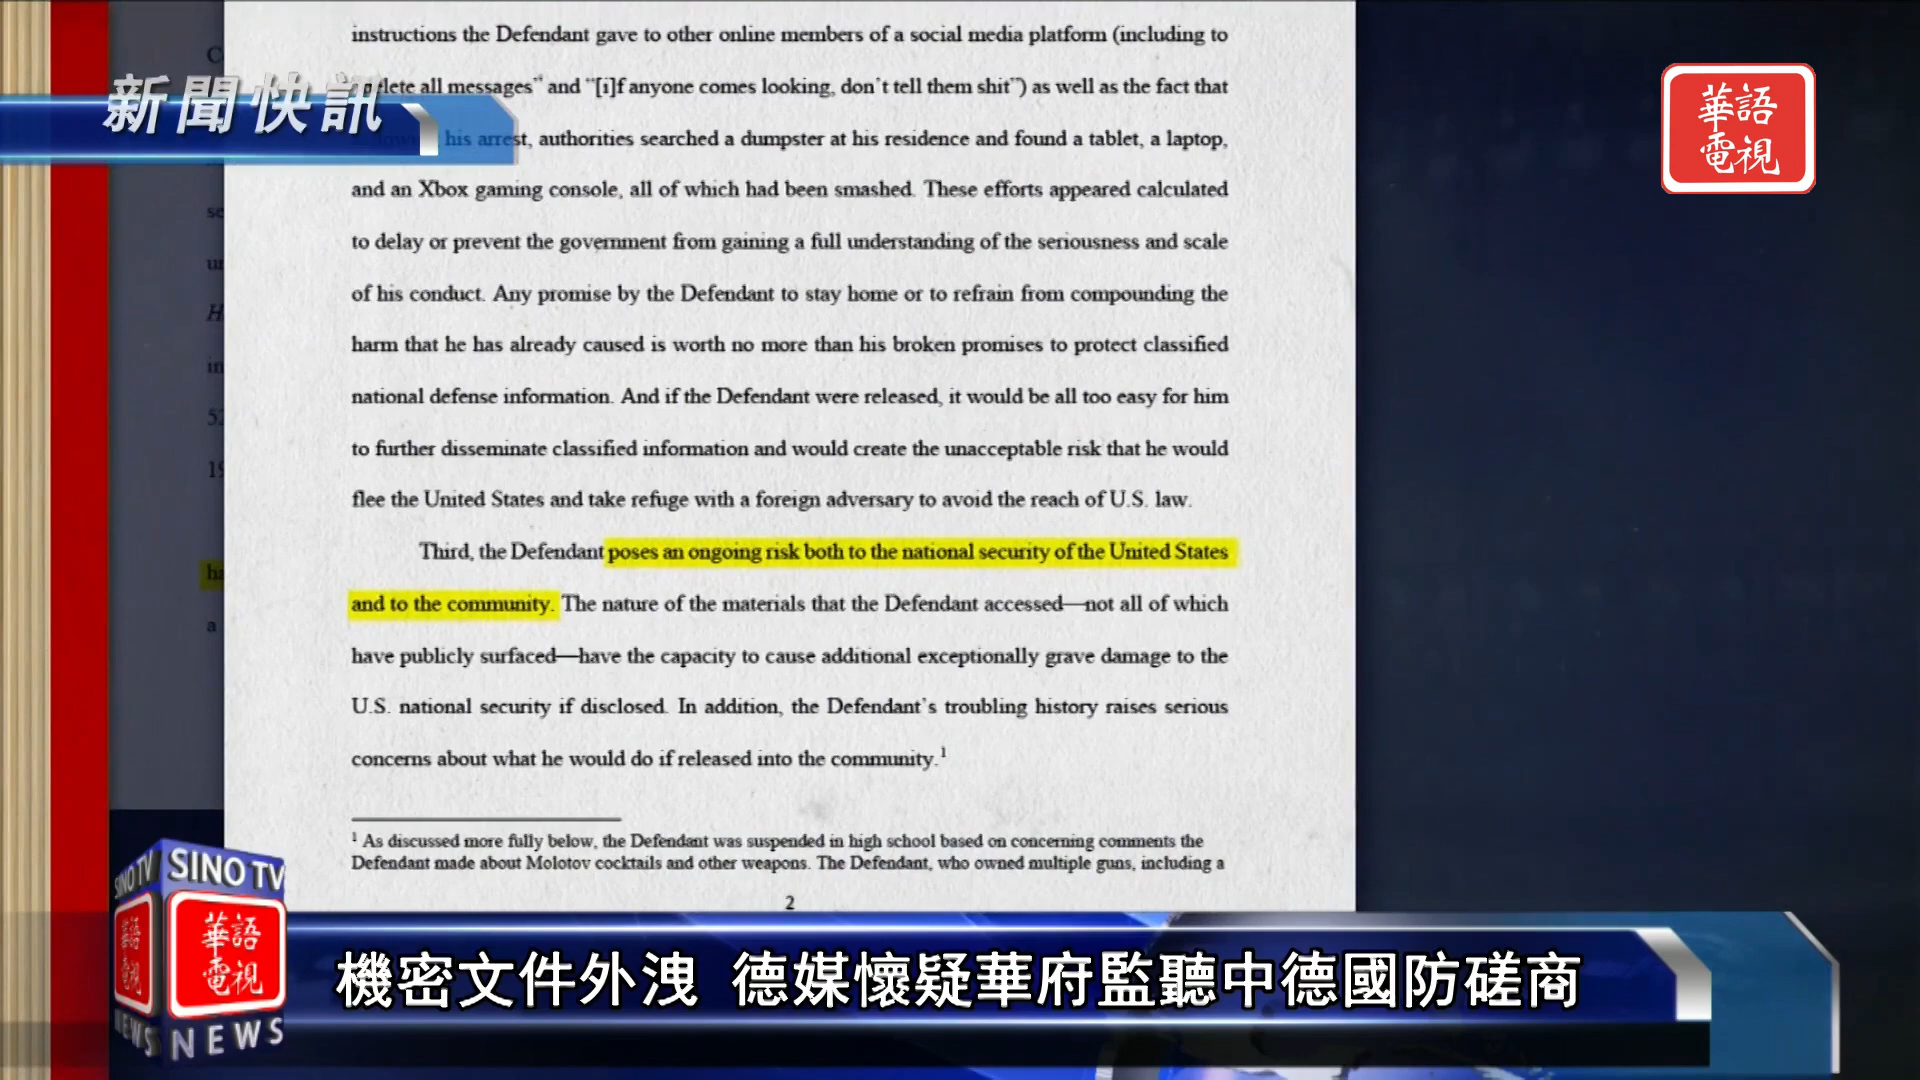 instructions the Defendant gave to other online members of a social media platform (including to
新聞快訊
lete all messages" and "[i]f anyone comes looking, don't tell them shit") as well as the fact that
his arrest, authorities searched a dumpster at his residence and found a tablet, a laptop,
and an Xbox gaming console, all of which had been smashed. These efforts appeared calculated
to delay or prevent the government from gaining a full understanding of the seriousness and scale
of his conduct. Any promise by the Defendant to stay home or to refrain from compounding the
harm that he has already caused is worth no more than his broken promises to protect classified
national defense information. And if the Defendant were released, it would be all too easy for him
to further disseminate classified information and would create the unacceptable risk that he would
flee the United States and take refuge with a foreign adversary to avoid the reach of U.S. law.
Third, the Defendant poses an ongoing risk both to the national security of the United States
and to the community. The nature of the materials that the Defendant accessed—not all of which
have publicly surfaced—have the capacity to cause additional exceptionally grave damage to the
U.S. national security if disclosed. In addition, the Defendant's troubling history raises serious
concerns about what he would do if released into the community.1
1 As discussed more fully below, the Defendant was suspended in high school based on concerning comments the
Defendant made about Molotov cocktails and other weapons. The Defendant, who owned multiple guns, including a
2
華語
電視
SINO TV
SINO TV
華語
電視
華語
電視
NEWS
NEWS
機密文件外洩 德媒懷疑華府監聽中德國防磋商